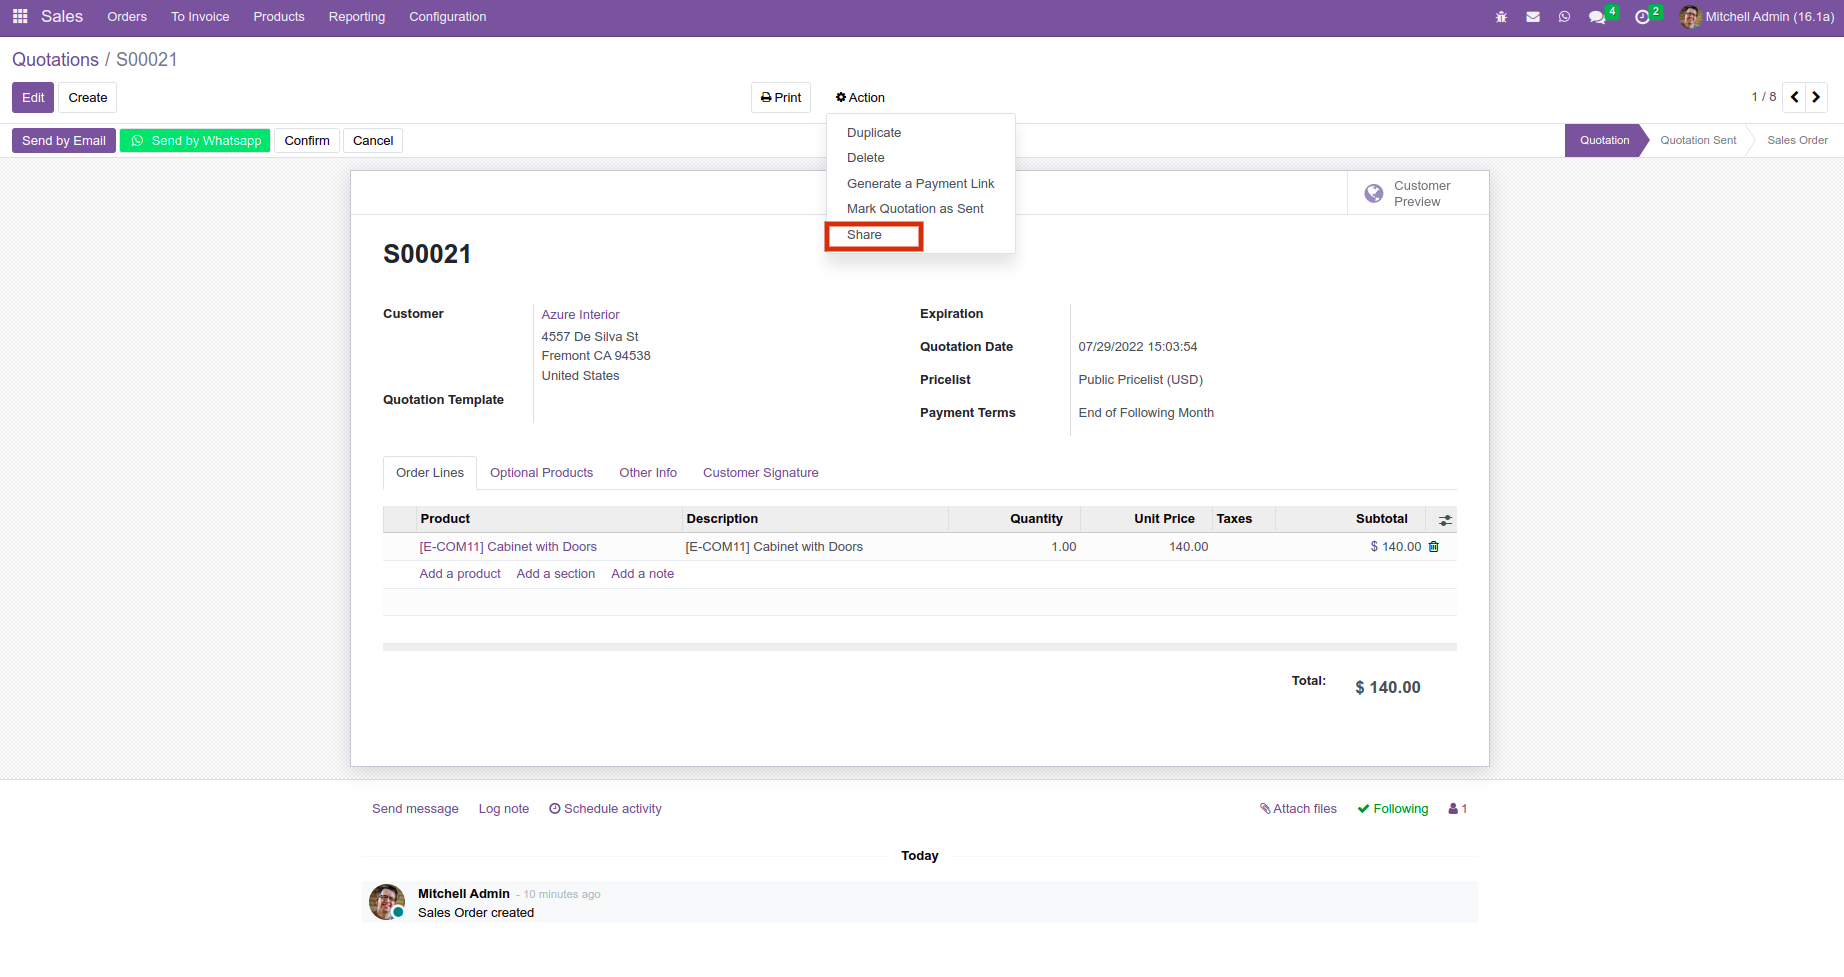 Sales Orders To Invoice Products Reporting Configuration 4 2 Mitchell Admin (16.1a)
Quotations / S00021
Edit Create Print Action 1 / 8
Duplicate
Delete
Generate a Payment Link
Mark Quotation as Sent
Share
Send by Email Send by Whatsapp Confirm Cancel Quotation Quotation Sent Sales Order
Customer
Preview
S00021
Customer Azure Interior
4557 De Silva St
Fremont CA 94538
United States
Quotation Template
Expiration
Quotation Date 07/29/2022 15:03:54
Pricelist Public Pricelist (USD)
Payment Terms End of Following Month
Order Lines Optional Products Other Info Customer Signature
Product Description Quantity Unit Price Taxes Subtotal
[E-COM11] Cabinet with Doors [E-COM11] Cabinet with Doors 1.00 140.00 $ 140.00
Add a product Add a section Add a note
Total: $ 140.00
Send message Log note Schedule activity Attach files Following 1
Today
Mitchell Admin - 10 minutes ago
Sales Order created